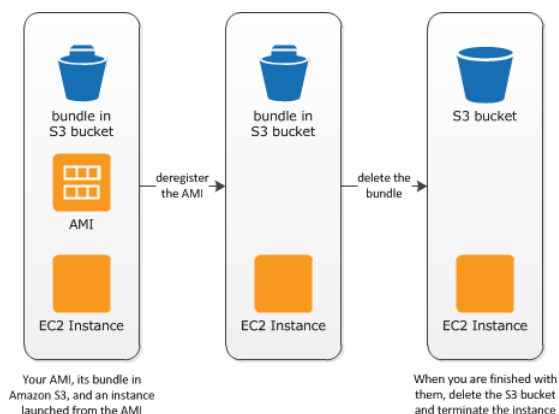 bundle in
S3 bucket
AMI
EC2 Instance
Your AMI, its bundle in
Amazon S3, and an instance
launched from the AMI
deregister
the AMI
bundle in
S3 bucket
EC2 Instance
delete the
bundle
S3 bucket
EC2 Instance
When you are finished with
them, delete the S3 bucket
and terminate the instance